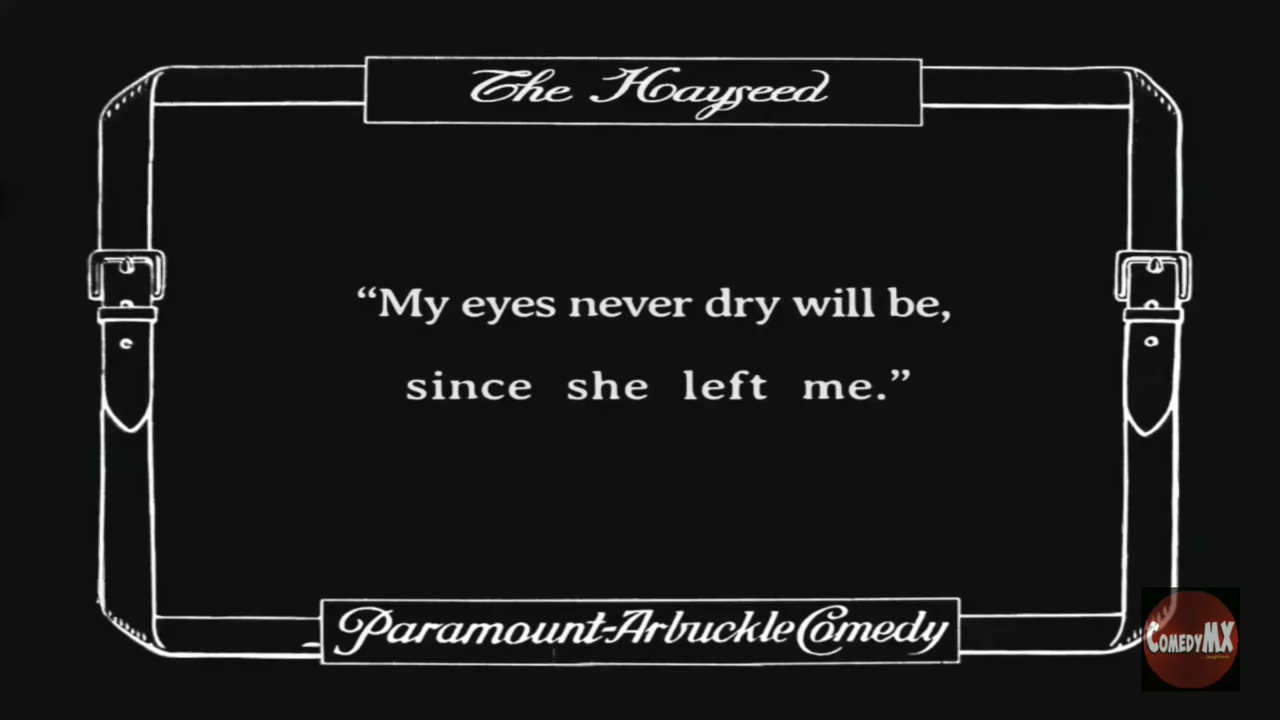 The Hayseed
“My eyes never dry will be,
since she left me.”
Paramount-Arbuckle Comedy
COMEDYMX